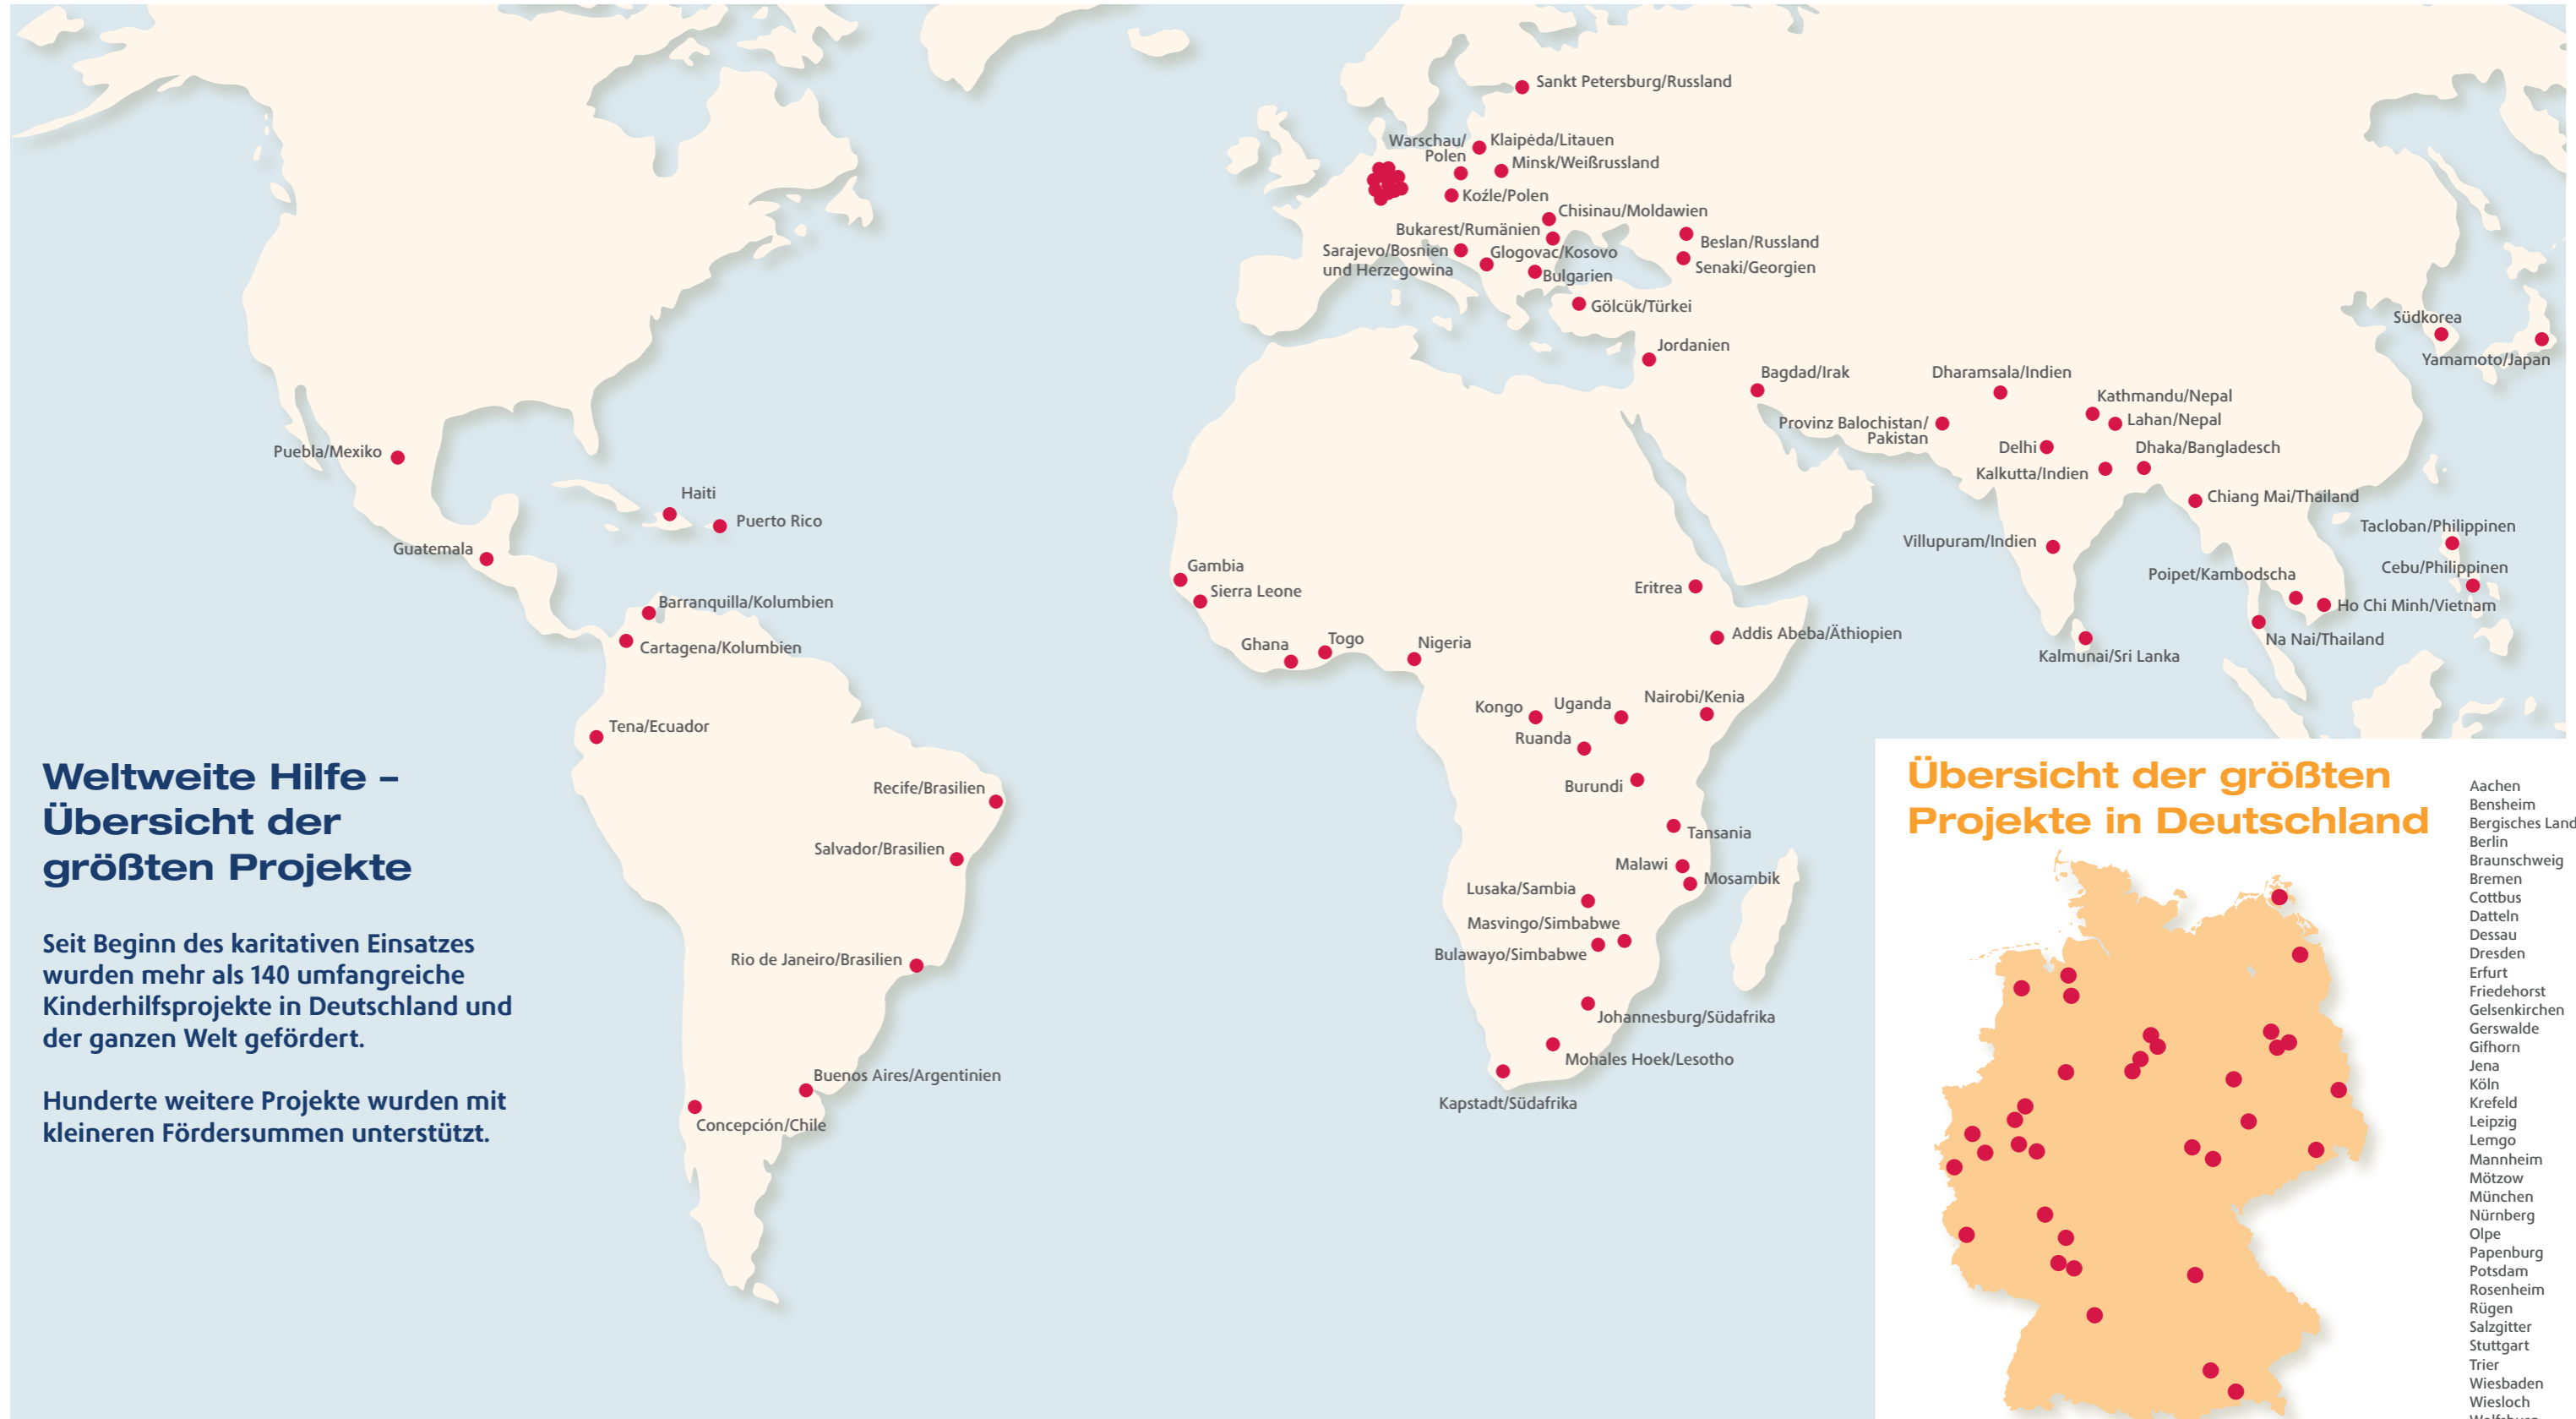 Sankt Petersburg/Russland
Warschau/
Polen
Klaipėda/Litauen
Minsk/Weißrussland
Koźle/Polen
Chisinau/Moldawien
Bukarest/Rumänien
Beslan/Russland
Sarajevo/Bosnien
und Herzegowina
Glogovac/Kosovo
Senaki/Georgien
Bulgarien
Gölcük/Türkei
Südkorea
Yamamoto/Japan
Jordanien
Bagdad/Irak
Dharamsala/Indien
Kathmandu/Nepal
Provinz Balochistan/
Pakistan
Lahan/Nepal
Delhi
Dhaka/Bangladesch
Kalkutta/Indien
Puebla/Mexiko
Haiti
Puerto Rico
Chiang Mai/Thailand
Tacloban/Philippinen
Guatemala
Villupuram/Indien
Cebu/Philippinen
Gambia
Sierra Leone
Eritrea
Poipet/Kambodscha
Barranquilla/Kolumbien
Ho Chi Minh/Vietnam
Cartagena/Kolumbien
Ghana
Togo
Nigeria
Addis Abeba/Äthiopien
Na Nai/Thailand
Kalmunai/Sri Lanka
Kongo
Uganda
Nairobi/Kenia
Tena/Ecuador
Ruanda
Recife/Brasilien
Burundi
Tansania
Salvador/Brasilien
Malawi
Mosambik
Lusaka/Sambia
Masvingo/Simbabwe
Bulawayo/Simbabwe
Rio de Janeiro/Brasilien
Johannesburg/Südafrika
Mohales Hoek/Lesotho
Buenos Aires/Argentinien
Kapstadt/Südafrika
Concepción/Chile
Weltweite Hilfe –
Übersicht der
größten Projekte
Seit Beginn des karitativen Einsatzes
wurden mehr als 140 umfangreiche
Kinderhilfsprojekte in Deutschland und
der ganzen Welt gefördert.
Hunderte weitere Projekte wurden mit
kleineren Fördersummen unterstützt.
Übersicht der größten
Projekte in Deutschland
Aachen
Bensheim
Bergisches Land
Berlin
Braunschweig
Bremen
Cottbus
Datteln
Dessau
Dresden
Erfurt
Friedehorst
Gelsenkirchen
Gerswalde
Gifhorn
Jena
Köln
Krefeld
Leipzig
Lemgo
Mannheim
Mötzow
München
Nürnberg
Olpe
Papenburg
Potsdam
Rosenheim
Rügen
Salzgitter
Stuttgart
Trier
Wiesbaden
Wiesloch